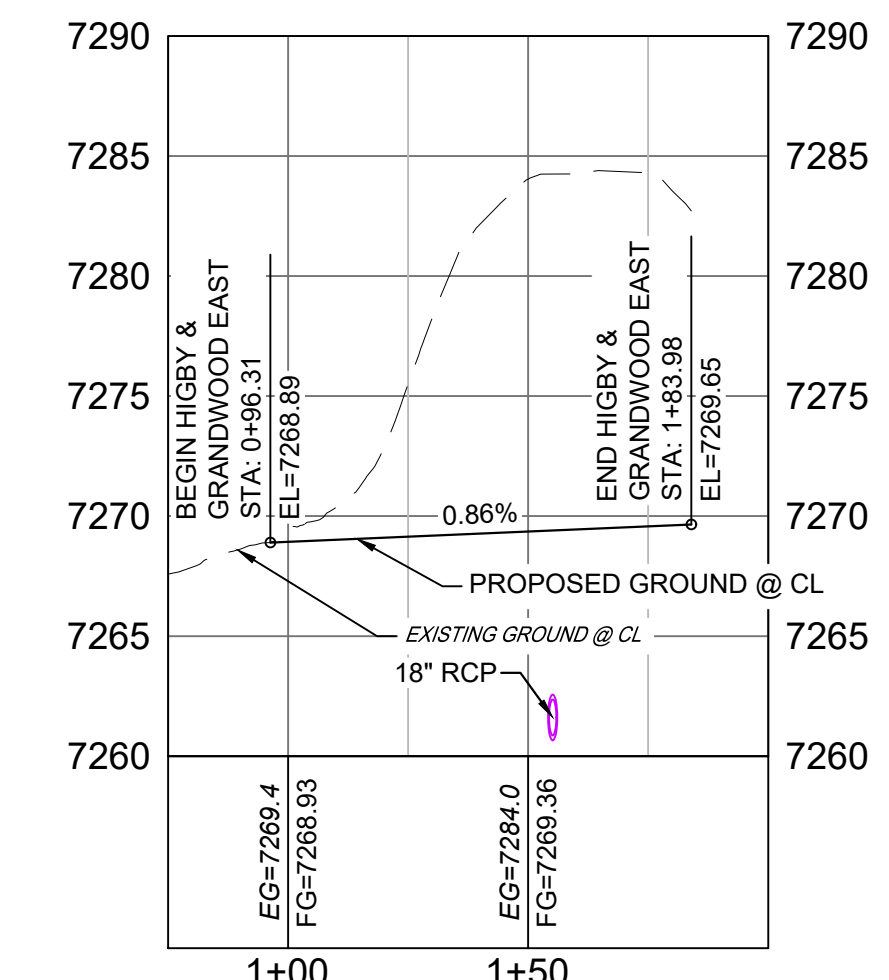 7290
7290
7285
7285
7280
7280
7275
7275
7270
7270
7265
7265
7260
7260
BEGIN HIGBY &
GRANDWOOD EAST
STA: 0+96.31
EL=7268.89
END HIGBY &
GRANDWOOD EAST
STA: 1+83.98
EL=7269.65
0.86%
PROPOSED GROUND @ CL
EXISTING GROUND @ CL
18" RCP
EG=7269.4
FG=7268.93
EG=7284.0
FG=7269.36
1+00
1+50